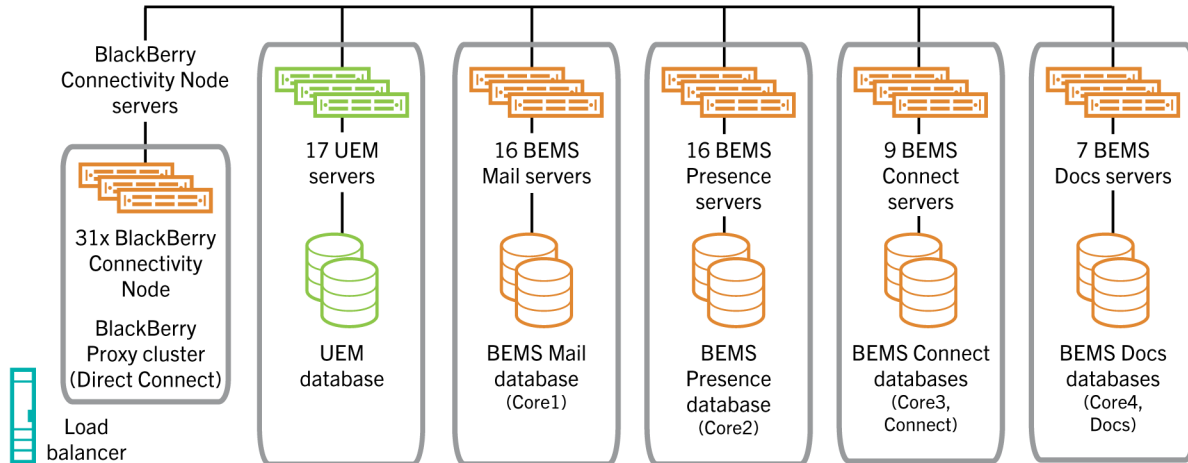 BlackBerry
Connectivity Node
servers
31x BlackBerry
Connectivity
Node
BlackBerry
Proxy cluster
(Direct Connect)
Load
balancer
17 UEM
servers
UEM
database
16 BEMS
Mail servers
BEMS Mail
database
(Core1)
16 BEMS
Presence
servers
BEMS
Presence
database
(Core2)
9 BEMS
Connect
servers
BEMS Connect
databases
(Core3,
Connect)
7 BEMS
Docs servers
BEMS Docs
databases
(Core4,
Docs)